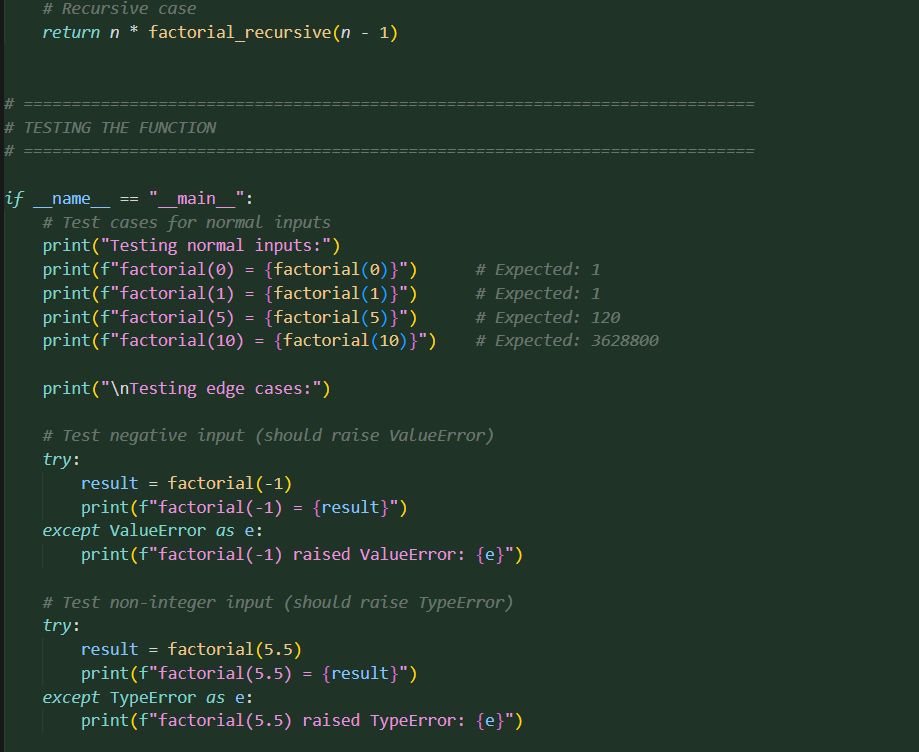 # Recursive case
    return n * factorial_recursive(n - 1)


# ============================================================================
# TESTING THE FUNCTION
# ============================================================================

if __name__ == "__main__":
    # Test cases for normal inputs
    print("Testing normal inputs:")
    print(f"factorial(0) = {factorial(0)}")      # Expected: 1
    print(f"factorial(1) = {factorial(1)}")      # Expected: 1
    print(f"factorial(5) = {factorial(5)}")      # Expected: 120
    print(f"factorial(10) = {factorial(10)}")    # Expected: 3628800

    print("\nTesting edge cases:")

    # Test negative input (should raise ValueError)
    try:
        result = factorial(-1)
        print(f"factorial(-1) = {result}")
    except ValueError as e:
        print(f"factorial(-1) raised ValueError: {e}")

    # Test non-integer input (should raise TypeError)
    try:
        result = factorial(5.5)
        print(f"factorial(5.5) = {result}")
    except TypeError as e:
        print(f"factorial(5.5) raised TypeError: {e}")